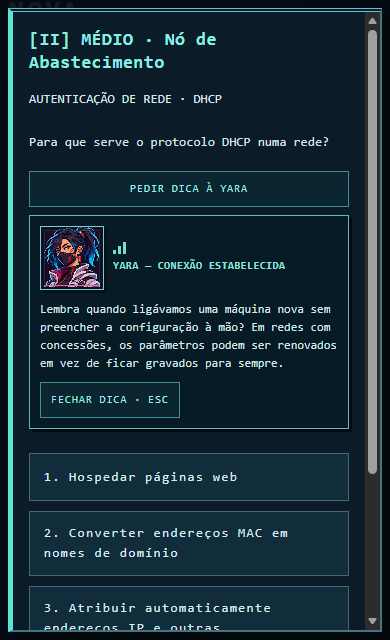 [II] MÉDIO · Nó de
Abastecimento
AUTENTICAÇÃO DE REDE · DHCP
Para que serve o protocolo DHCP numa rede?
PEDIR DICA À YARA
YARA — CONEXÃO ESTABELECIDA
Lembra quando ligávamos uma máquina nova sem
preencher a configuração à mão? Em redes com
concessões, os parâmetros podem ser renovados
em vez de ficar gravados para sempre.
FECHAR DICA · ESC
1. Hospedar páginas web
2. Converter endereços MAC em
nomes de domínio
3. Atribuir automaticamente
endereços IP e outras